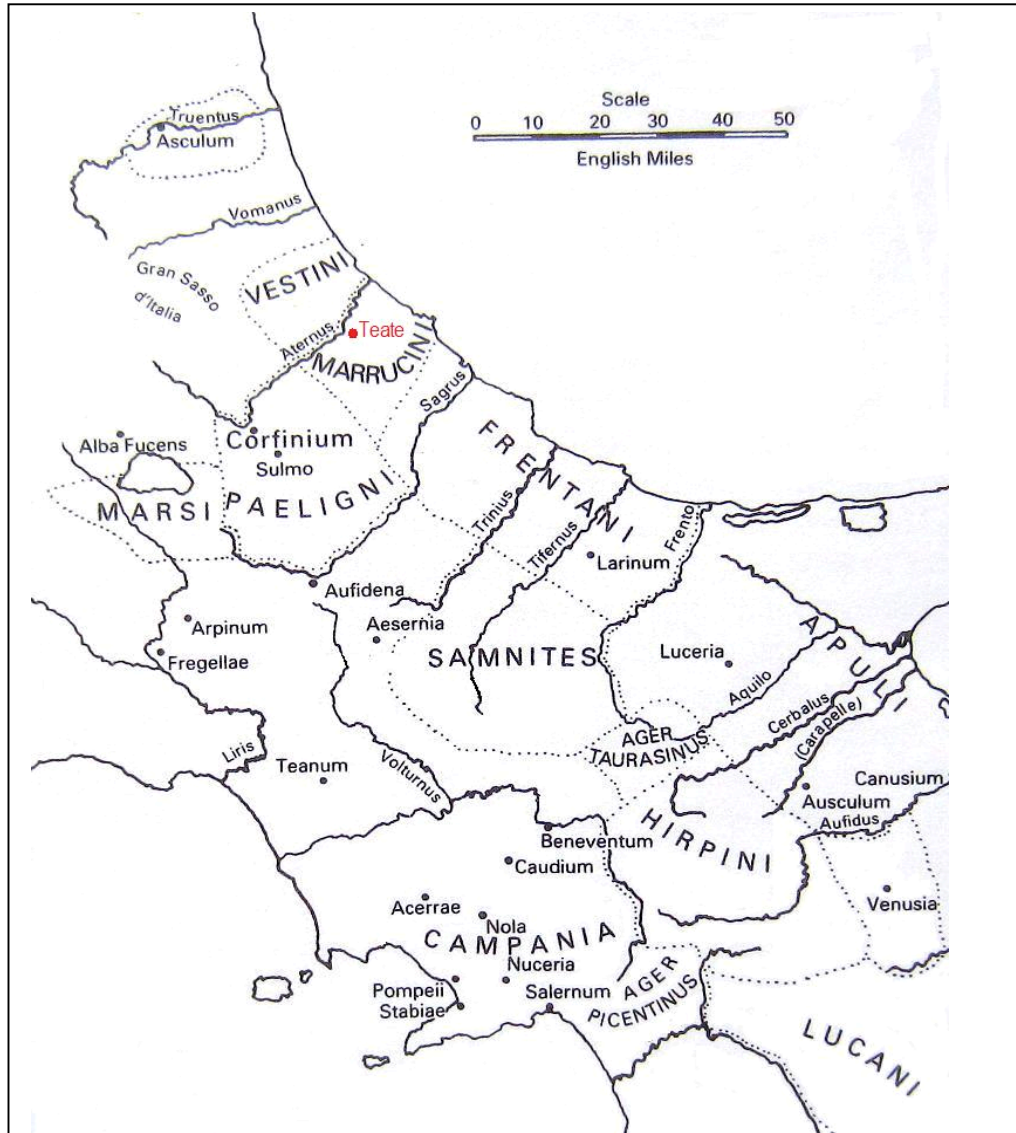 Scale
0 10 20 30 40 50
English Miles
Truentus
Asculum
Vomanus
Gran Sasso
d'Italia
VESTINI
Aternus
Teate
MARRUCINI
Sagrus
Alba Fucens
Corfinium
Sulmo
MARSI
PAELIGNI
FRENTANI
Trinius
Tifernus
Frento
Larinum
Aufidena
Arpinum
Fregellae
Aesernia
SAMNITES
Luceria
APULI
Aquilo
Cerbalus
(Carapelle)
AGER
TAURASINUS
Liris
Teanum
Volturnus
Canusium
Ausculum
Aufidus
HIRPINI
Beneventum
Caudium
Venusia
Acerrae
Nola
CAMPANIA
Nuceria
Pompeii
Stabiae
Salernum
AGER
PICENTINUS
LUCANI